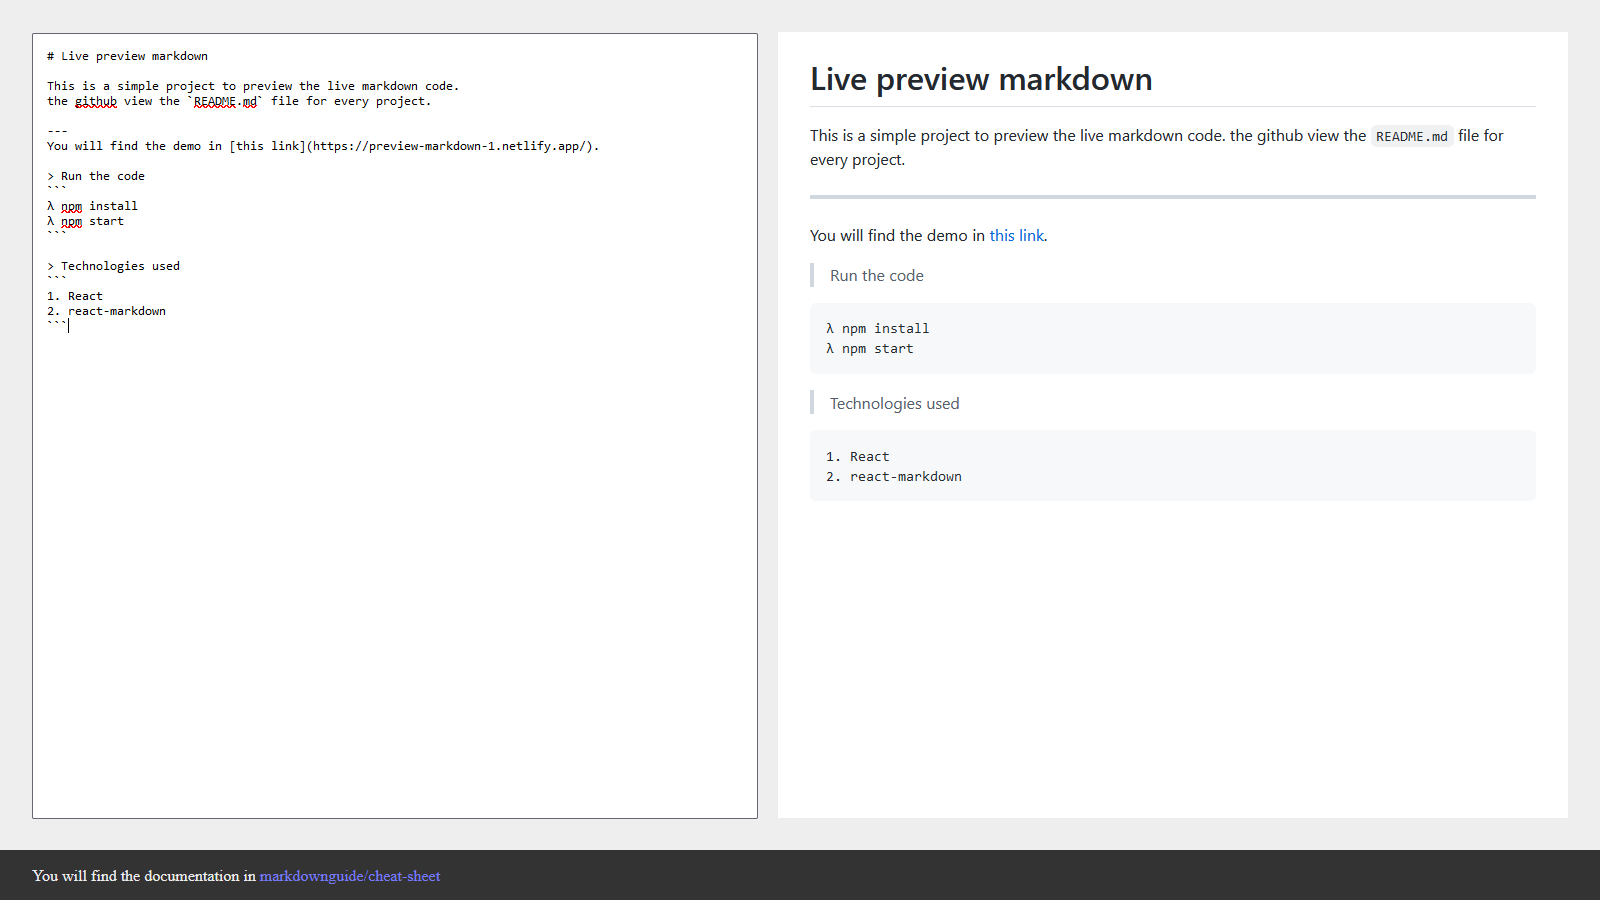 # Live preview markdown
This is a simple project to preview the live markdown code.
the github view the `README.md` file for every project.
---
You will find the demo in [this link](https://preview-markdown-1.netlify.app/).
> Run the code
```
λ npm install
λ npm start
```
> Technologies used
```
1. React
2. react-markdown
```
Live preview markdown
This is a simple project to preview the live markdown code. the github view the README.md file for
every project.
You will find the demo in this link.
Run the code
λ npm install
λ npm start
Technologies used
1. React
2. react-markdown
You will find the documentation in markdownguide/cheat-sheet